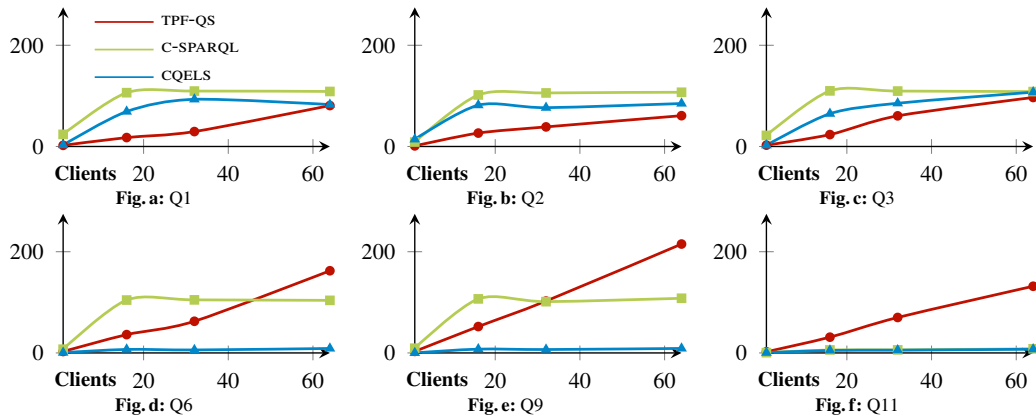 TPF-QS
C-SPARQL
CQELS
200
0
Clients 20 40 60
Fig. a: Q1
200
0
Clients 20 40 60
Fig. b: Q2
200
0
Clients 20 40 60
Fig. c: Q3
200
0
Clients 20 40 60
Fig. d: Q6
200
0
Clients 20 40 60
Fig. e: Q9
200
0
Clients 20 40 60
Fig. f: Q11